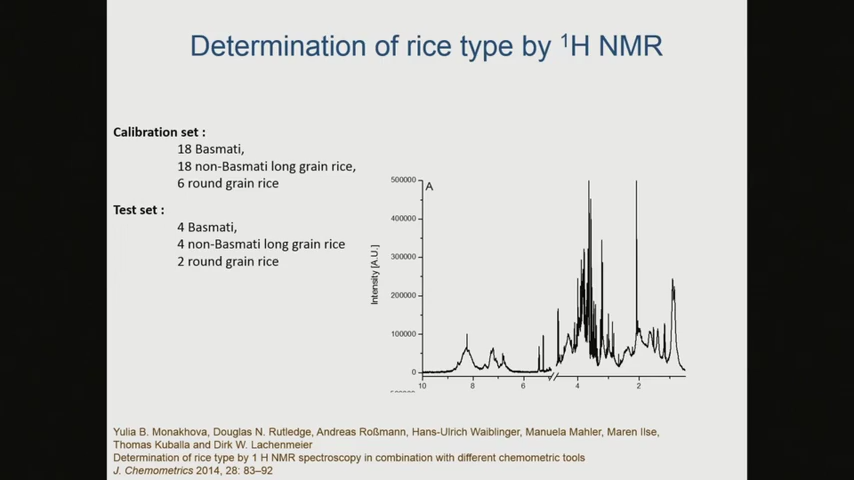 Determination of rice type by ¹H NMR
Calibration set :
18 Basmati,
18 non-Basmati long grain rice,
6 round grain rice
Test set :
4 Basmati,
4 non-Basmati long grain rice
2 round grain rice
A
Intensity [A.U.]
500000
400000
300000
200000
100000
0
10 8 6 4 2
Yulia B. Monakhova, Douglas N. Rutledge, Andreas Roßmann, Hans-Ulrich Waiblinger, Manuela Mahler, Maren Ilse,
Thomas Kuballa and Dirk W. Lachenmeier
Determination of rice type by 1 H NMR spectroscopy in combination with different chemometric tools
J. Chemometrics 2014, 28: 83–92